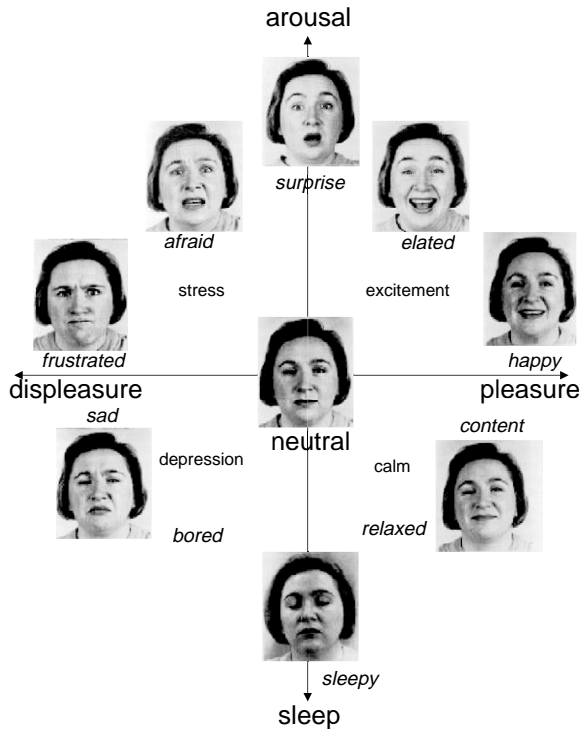 arousal
surprise
afraid
elated
stress
excitement
frustrated
happy
displeasure
pleasure
sad
content
neutral
depression
calm
bored
relaxed
sleepy
sleep